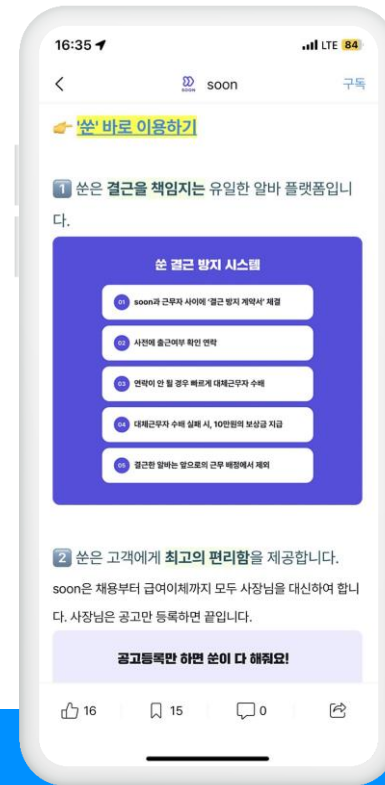 16:35
LTE 84
SOON soon 구독
👉 '쑨' 바로 이용하기
1 쑨은 결근을 책임지는 유일한 알바 플랫폼입니
다.
쑨 결근 방지 시스템
01 soon과 근무자 사이에 '결근 방지 계약서' 체결
02 사전에 출근여부 확인 연락
03 연락이 안 될 경우 빠르게 대체근무자 수배
04 대체근무자 수배 실패 시, 10만원의 보상금 지급
05 결근한 알바는 앞으로의 근무 배정에서 제외
2 쑨은 고객에게 최고의 편리함을 제공합니다.
soon은 채용부터 급여이체까지 모두 사장님을 대신하여 합니
다. 사장님은 공고만 등록하면 끝입니다.
공고등록만 하면 쑨이 다 해줘요!
16 15 0